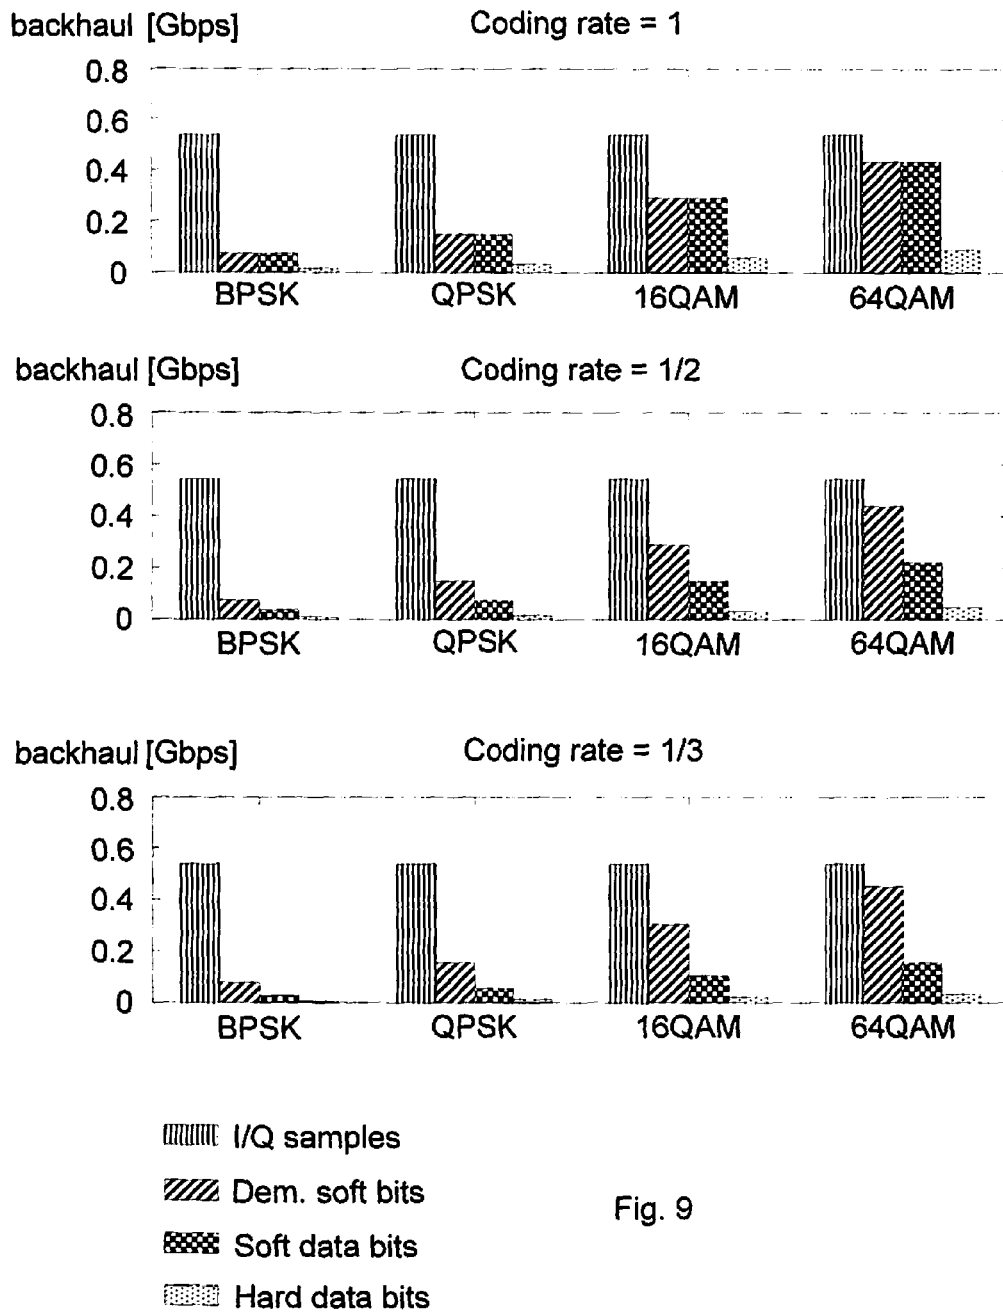 backhaul [Gbps] Coding rate = 1
0.8
0.6
0.4
0.2
0
BPSK QPSK 16QAM 64QAM
backhaul [Gbps] Coding rate = 1/2
0.8
0.6
0.4
0.2
0
BPSK QPSK 16QAM 64QAM
backhaul [Gbps] Coding rate = 1/3
0.8
0.6
0.4
0.2
0
BPSK QPSK 16QAM 64QAM
I/Q samples
Dem. soft bits
Soft data bits
Hard data bits
Fig. 9